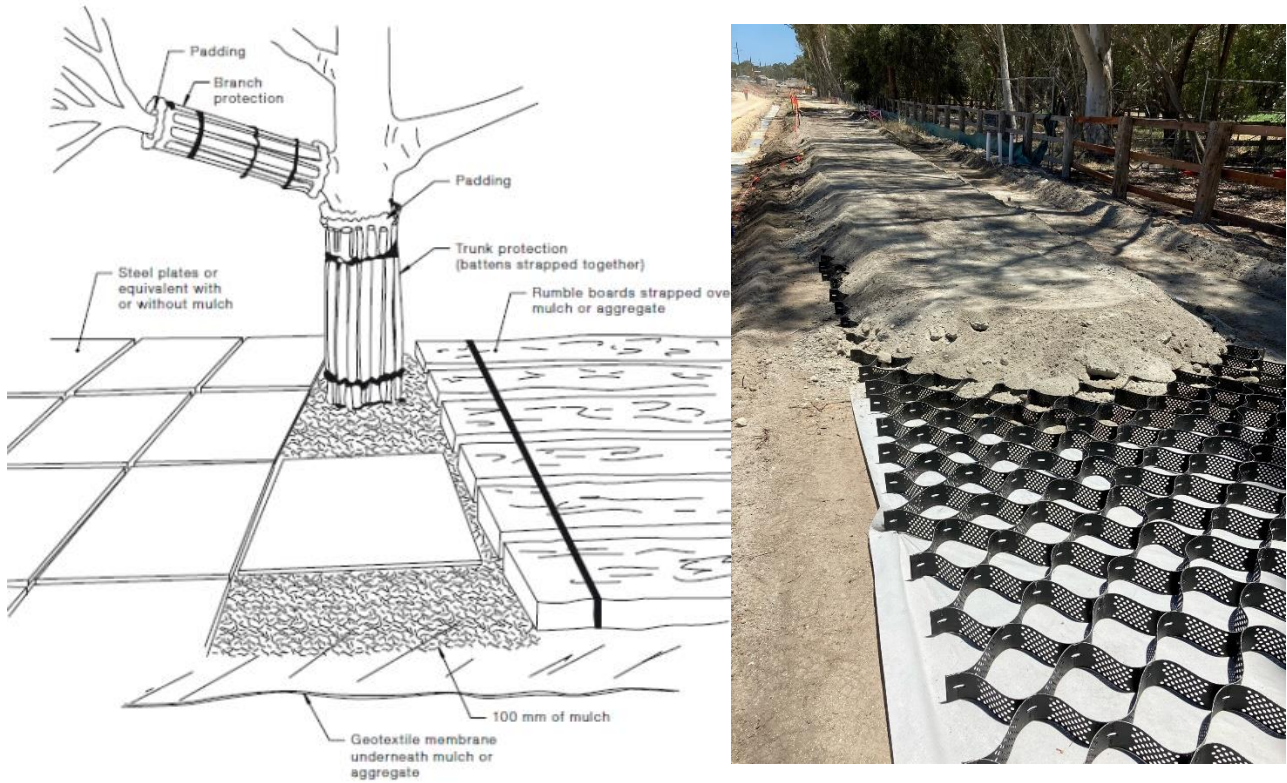 Padding
Branch
protection
Padding
Trunk protection
(battens strapped together)
Steel plates or
equivalent with
or without mulch
Rumble boards strapped ove
mulch or aggregate
100 mm of mulch
Geotextile membrane
underneath mulch or
aggregate